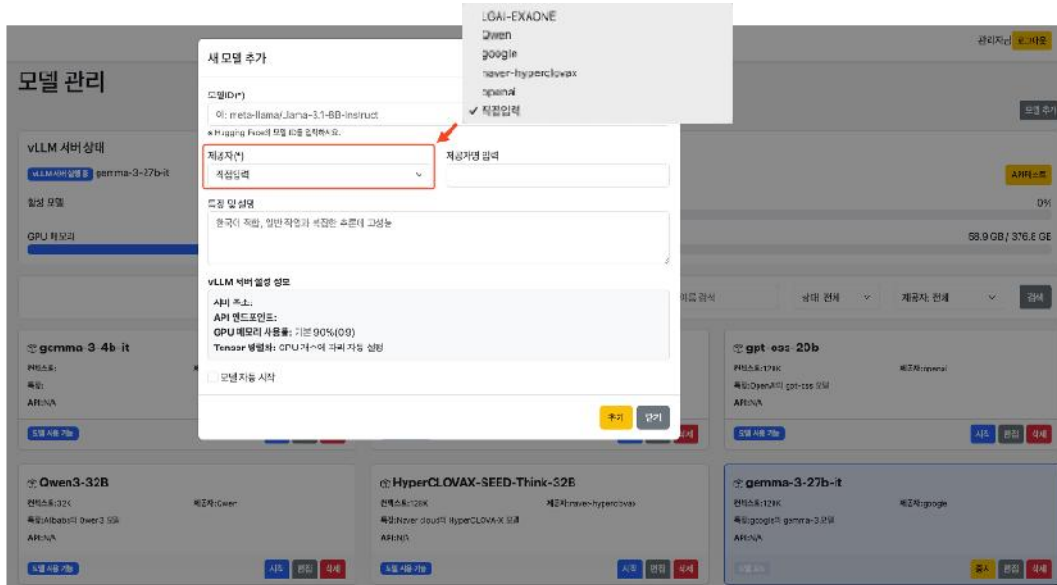 LGAI-EXAONE
Qwen
google
naver-hyperclovax
openai
✓ 직접입력
관리자님 로그아웃
모델 관리
모델 추가
새 모델 추가
모델ID(*)
예: meta-llama/Llama-3.1-8B-Instruct
※ Hugging Face의 모델 ID를 입력하세요.
제공자(*)
제공자명 입력
직접입력
특징 및 설명
한국어 적합, 일반 작업과 복잡한 추론에 고성능
vLLM 서버 설정 정보
서버 주소:
API 엔드포인트:
GPU 메모리 사용률: 기본 90%(0.9)
Tensor 병렬화: GPU 개수에 따라 자동 설정
모델 자동 시작
추가
닫기
vLLM 서버 상태
vLLM 서버 실행 중 gemma-3-27b-it
API테스트
활성 모델
0%
GPU 메모리
58.9 GB /
이름 검색
상태: 전체
제공자: 전체
검색
gemma-3-4b-it
컨텍스트:
특징:
API:N/A
모델 사용 가능
삭제
gpt-oss-20b
컨텍스트:128K
제공자:openai
특징:OpenAI의 gpt-oss 모델
API:N/A
모델 사용 가능
시작 편집 삭제
Qwen3-32B
컨텍스트:32K
제공자:Qwen
특징:Alibaba의 Qwen3 모델
API:N/A
모델 사용 가능
시작 편집 삭제
HyperCLOVAX-SEED-Think-32B
컨텍스트:128K
제공자:naver-hyperclovax
특징:Naver cloud의 HyperCLOVA-X 모델
API:N/A
모델 사용 가능
시작 편집 삭제
gemma-3-27b-it
컨텍스트:128K
제공자:google
특징:google의 gemma-3 모델
API:N/A
중지 편집 삭제